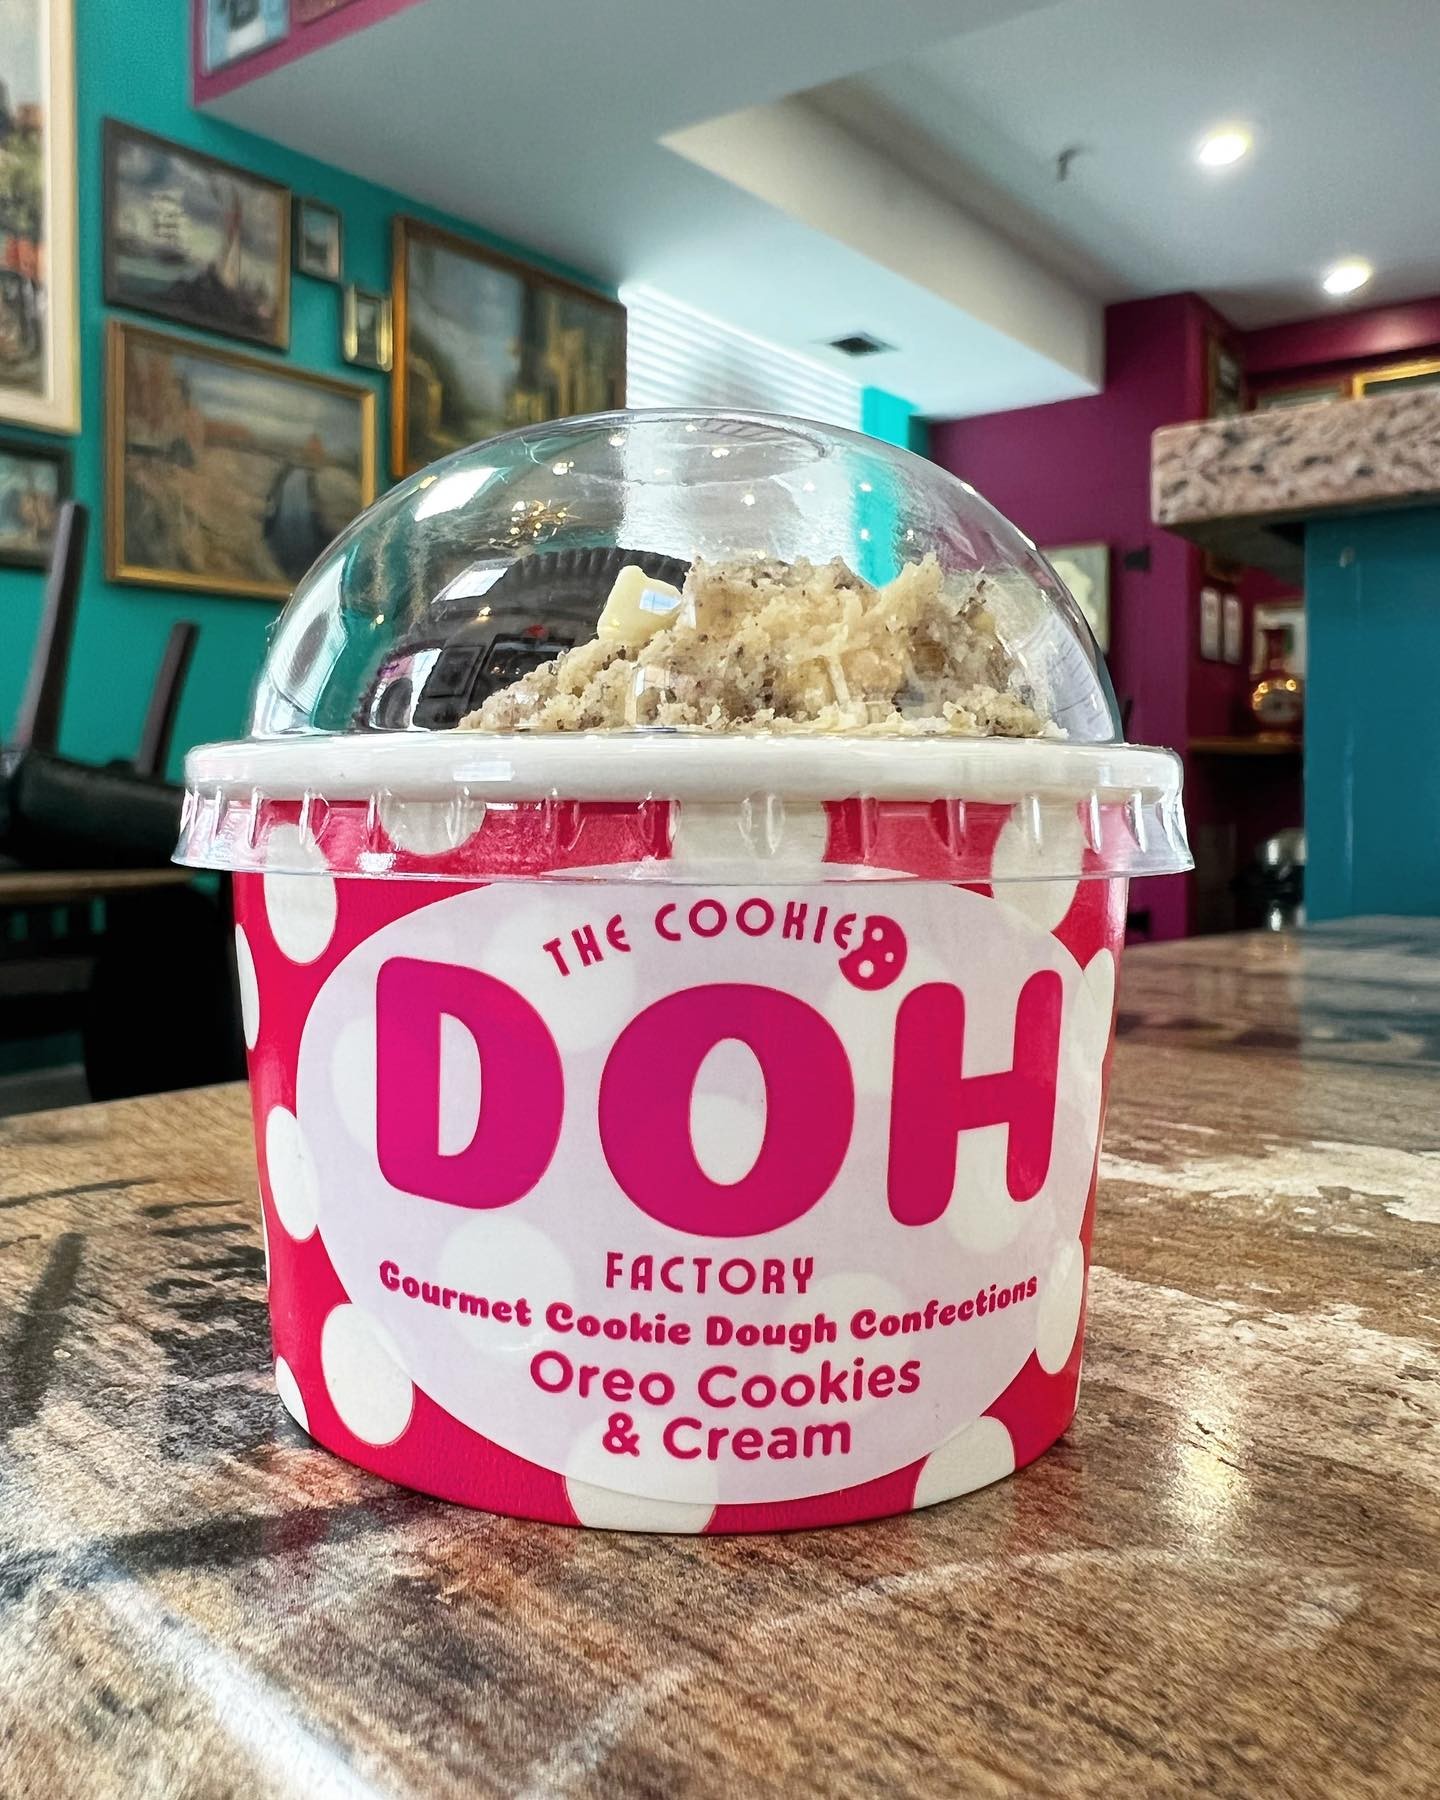 THE COOKIE
DOH
FACTORY
Gourmet Cookie Dough Confections
Oreo Cookies
& Cream